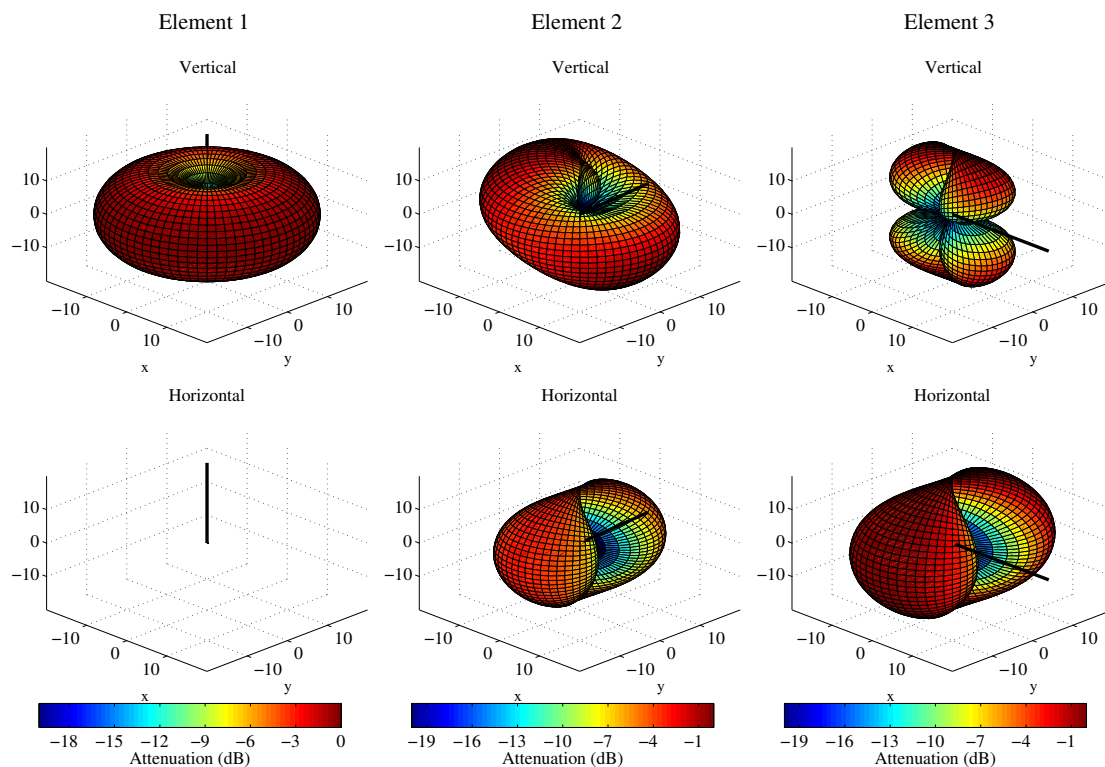 Element 1 Element 2 Element 3
Vertical Vertical Vertical
10 10 10
0 0 0
−10 −10 −10
−10 0 10 −10 0 10 −10 0 10 −10 0 10 −10 0 10 −10 0 10
x y x y x y
Horizontal Horizontal Horizontal
10 10 10
0 0 0
−10 −10 −10
−10 0 10 −10 0 10 −10 0 10 −10 0 10 −10 0 10 −10 0 10
x y x y x y
−18 −15 −12 −9 −6 −3 0 −19 −16 −13 −10 −7 −4 −1 −19 −16 −13 −10 −7 −4 −1
Attenuation (dB) Attenuation (dB) Attenuation (dB)